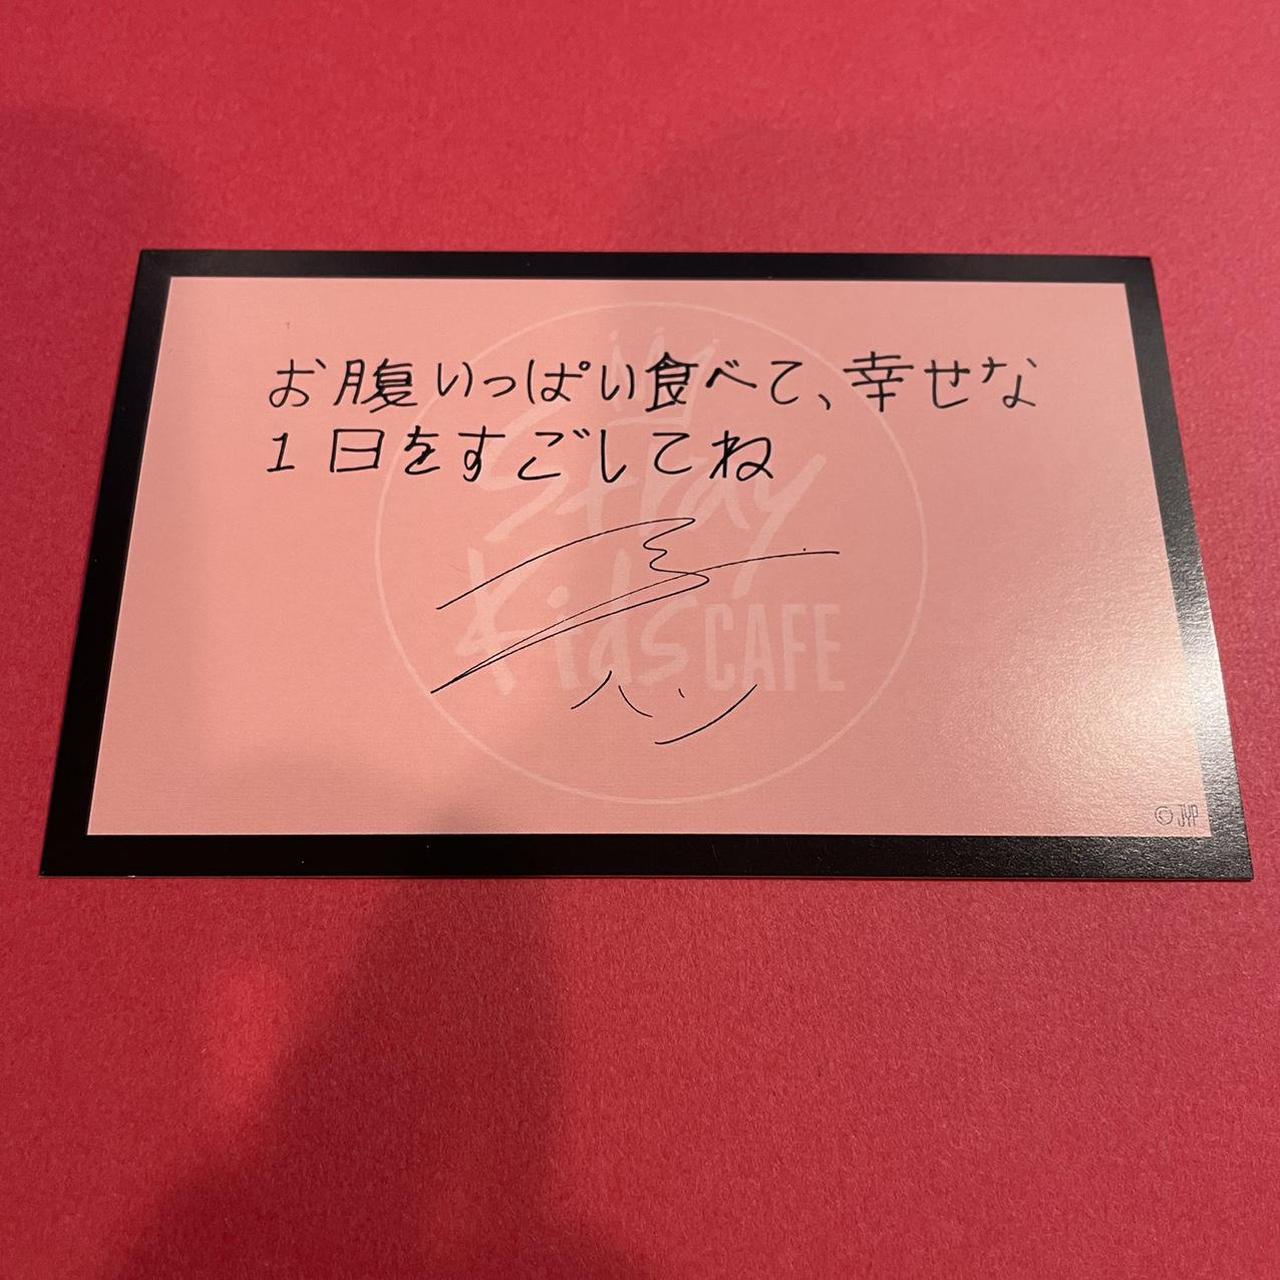 お腹いっぱい食べて、幸せな
1日をすごしてね
Stray
Kids CAFE
ハン
© JYP